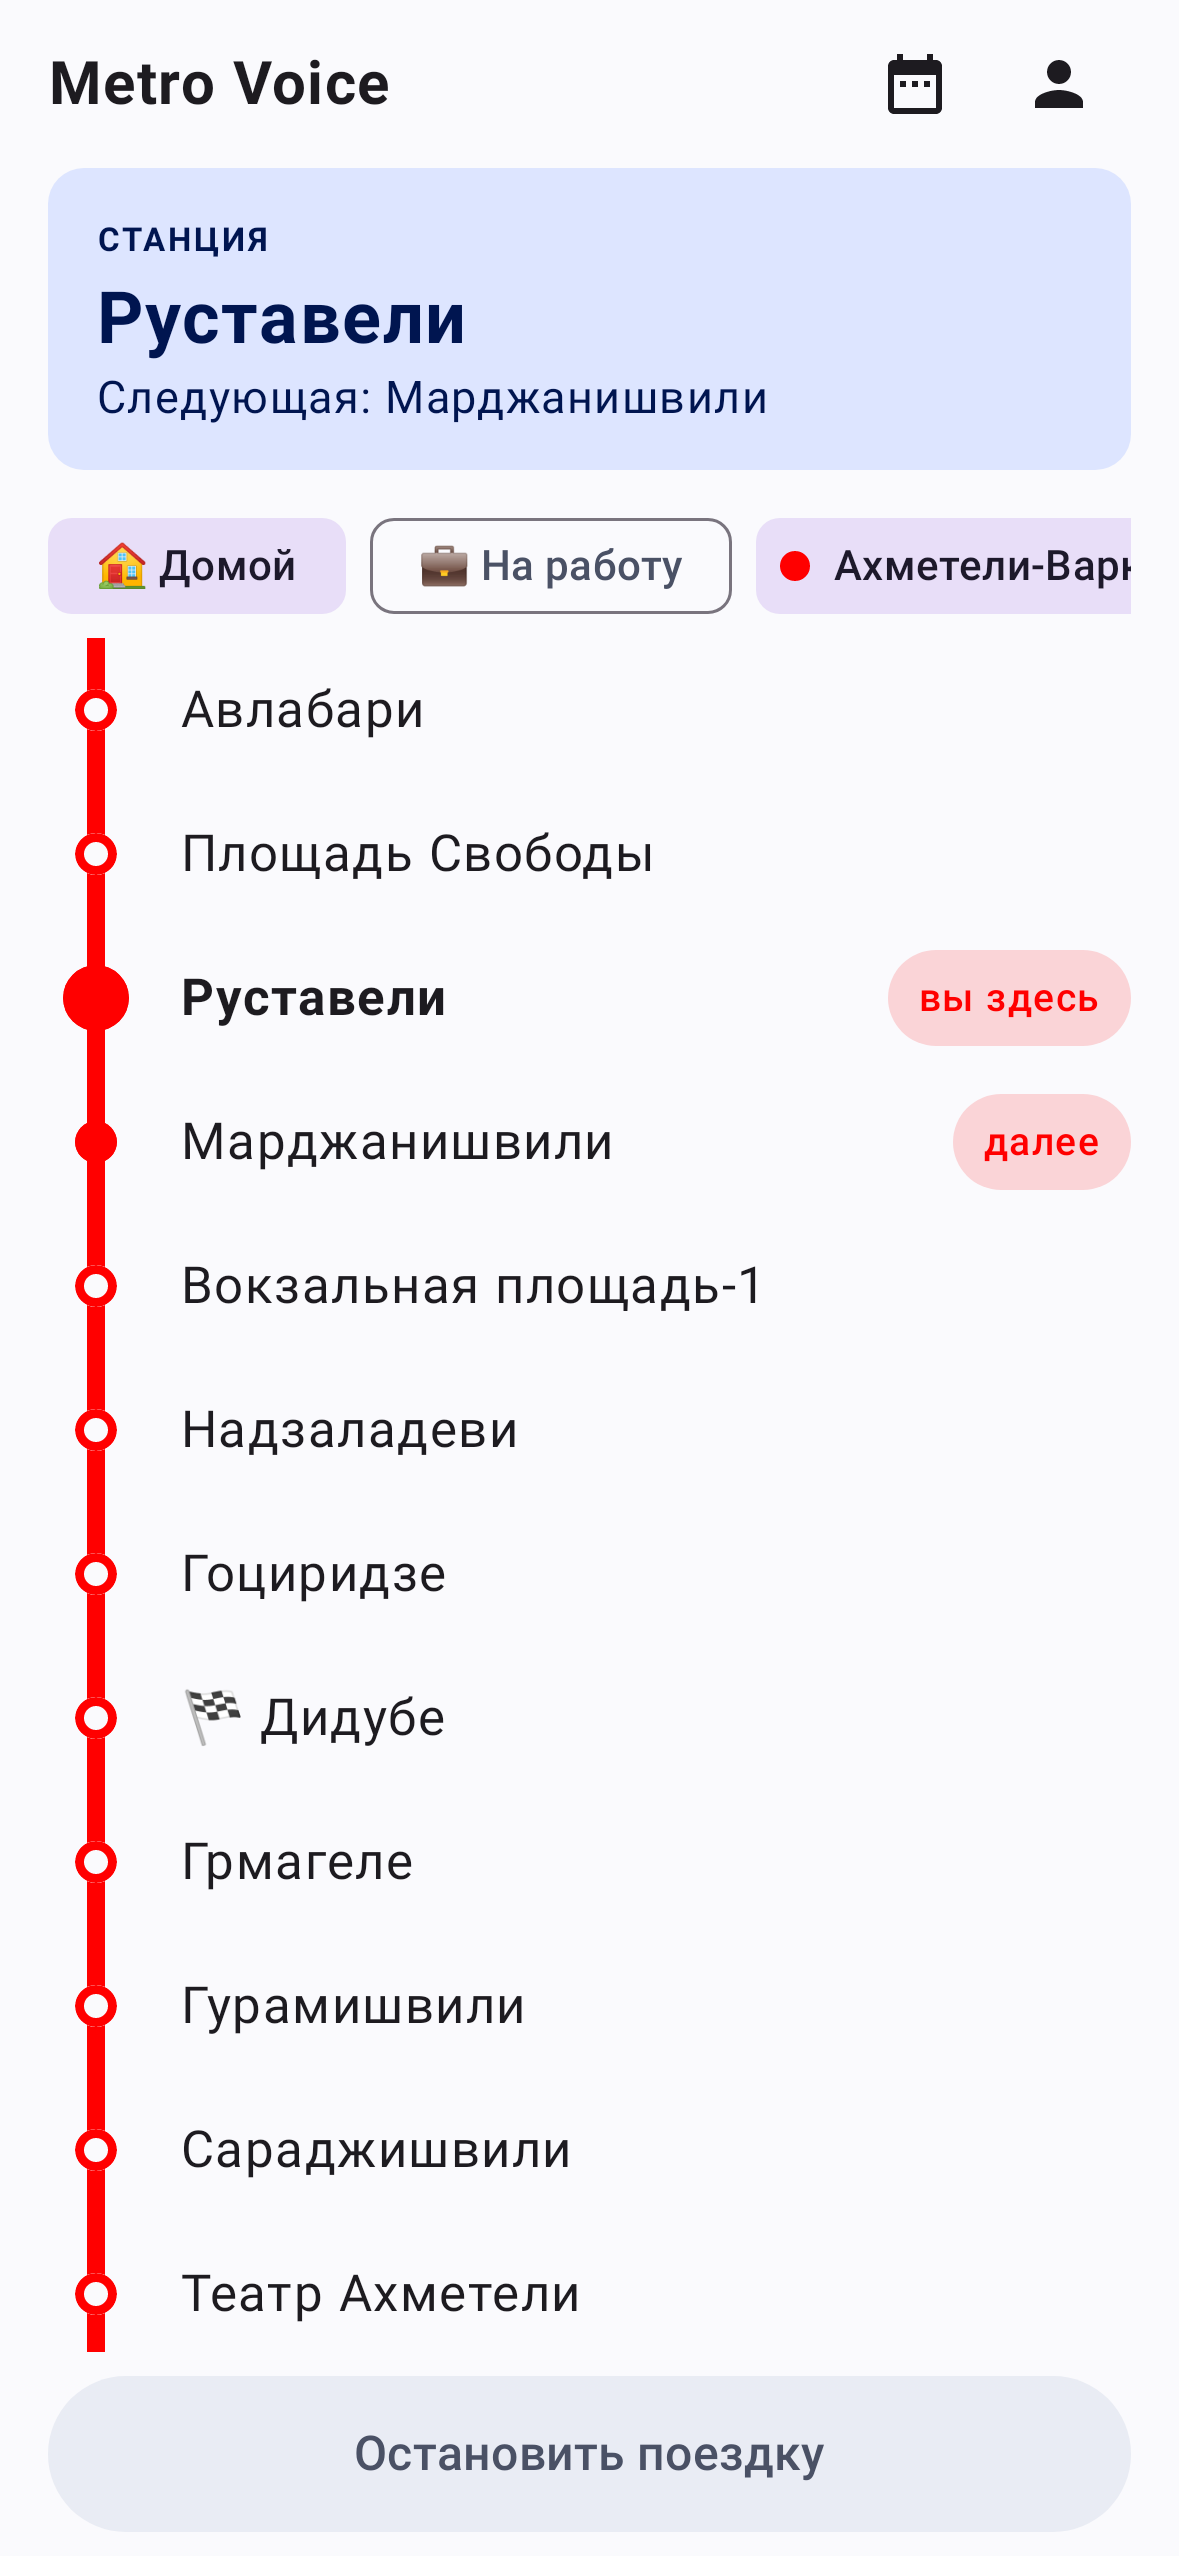 Metro Voice
СТАНЦИЯ
Руставели
Следующая: Марджанишвили
🏠 Домой
💼 На работу
Ахметели-Варк
Авлабари
Площадь Свободы
Руставели
вы здесь
Марджанишвили
далее
Вокзальная площадь-1
Надзаладеви
Гоциридзе
🏁 Дидубе
Грмагеле
Гурамишвили
Сараджишвили
Театр Ахметели
Остановить поездку